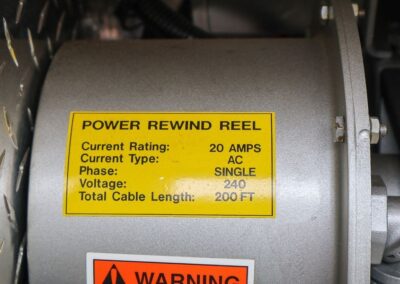 POWER REWIND REEL
Current Rating: 20 AMPS
Current Type: AC
Phase: SINGLE
Voltage: 240
Total Cable Length: 200 FT
WARNING